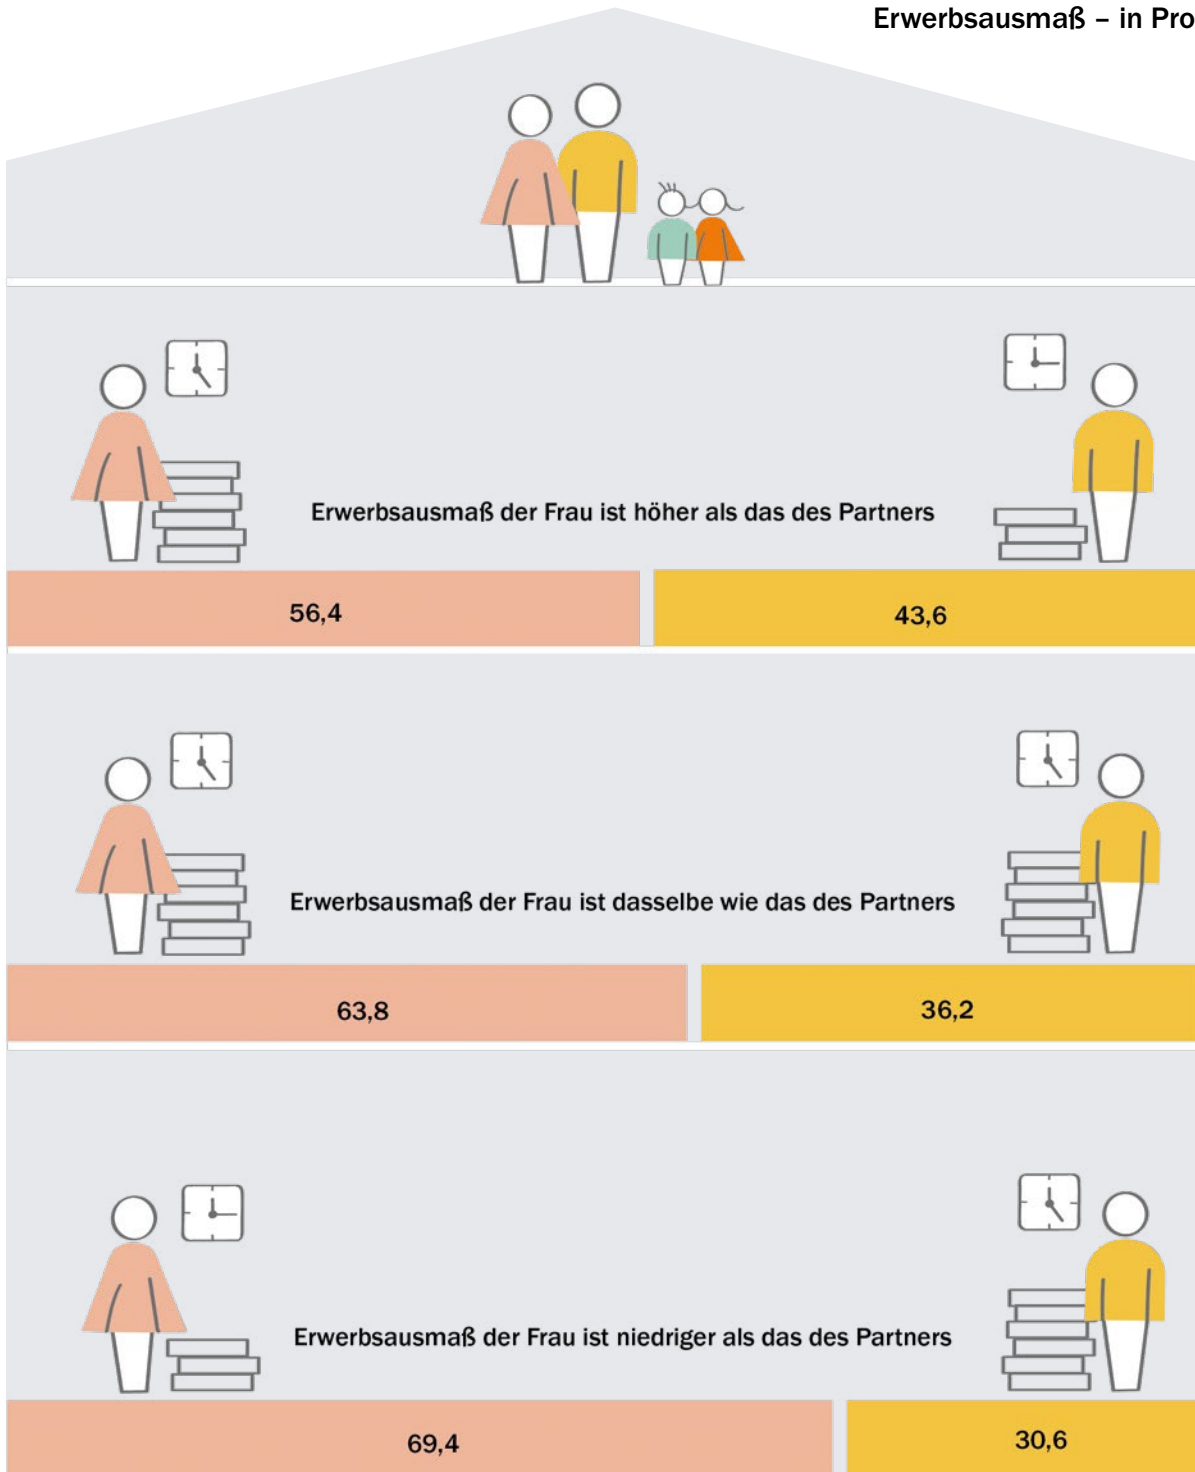 Erwerbsausmaß – in Pro
Erwerbsausmaß der Frau ist höher als das des Partners
56,4 43,6
Erwerbsausmaß der Frau ist dasselbe wie das des Partners
63,8 36,2
Erwerbsausmaß der Frau ist niedriger als das des Partners
69,4 30,6